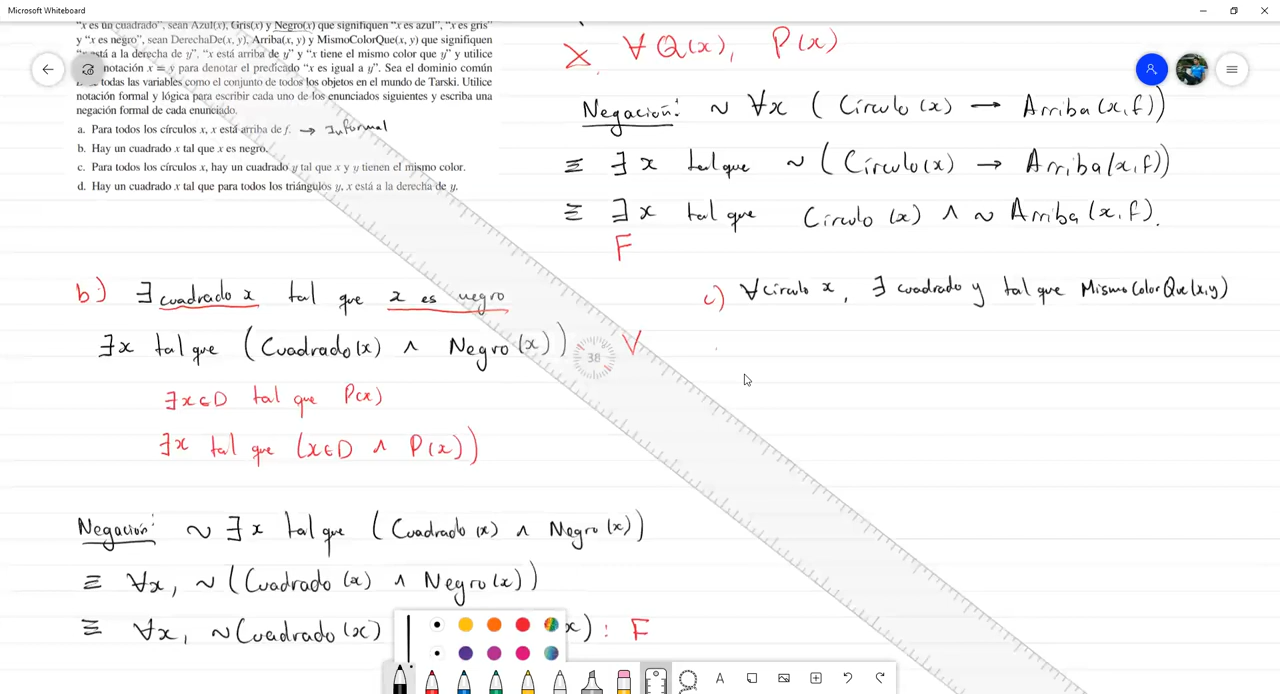 Microsoft Whiteboard
"x es un cuadrado", sean Azul(x), Gris(x) y Negro(x) que signifiquen "x es azul", "x es gris"
y "x es negro", sean DerechaDe(x, y), Arriba(x, y) y MismoColorQue(x, y) que signifiquen
está a la derecha de y", "x está arriba de y" y "x tiene el mismo color que y" y utilice
notación x = y para denotar el predicado "x es igual a y". Sea el dominio común
todas las variables como el conjunto de todos los objetos en el mundo de Tarski. Utilice
notación formal y lógica para escribir cada uno de los enunciados siguientes y escriba una
negación formal de cada enunciado.
a. Para todos los círculos x, x está arriba de f. → Informal
b. Hay un cuadrado x tal que x es negro.
c. Para todos los círculos x, hay un cuadrado y tal que x y y tienen el mismo color.
d. Hay un cuadrado x tal que para todos los triángulos y, x está a la derecha de y.
∀ Q(x), P(x)
Negación: ~ ∀x (Círculo(x) → Arriba(x,f))
≡ ∃x tal que ~ (Círculo(x) → Arriba(x,f))
≡ ∃x tal que Círculo(x) ∧ ~ Arriba(x,f).
F
b) ∃ cuadrado x tal que x es negro
∃x tal que (Cuadrado(x) ∧ Negro(x)) V
38
∃x∈D tal que P(x)
∃x tal que (x∈D ∧ P(x))
Negación: ~ ∃x tal que (Cuadrado(x) ∧ Negro(x))
≡ ∀x, ~ (Cuadrado(x) ∧ Negro(x))
≡ ∀x, ~Cuadrado(x) x) : F
c) ∀ círculo x, ∃ cuadrado y tal que MismoColorQue(x,y)
A